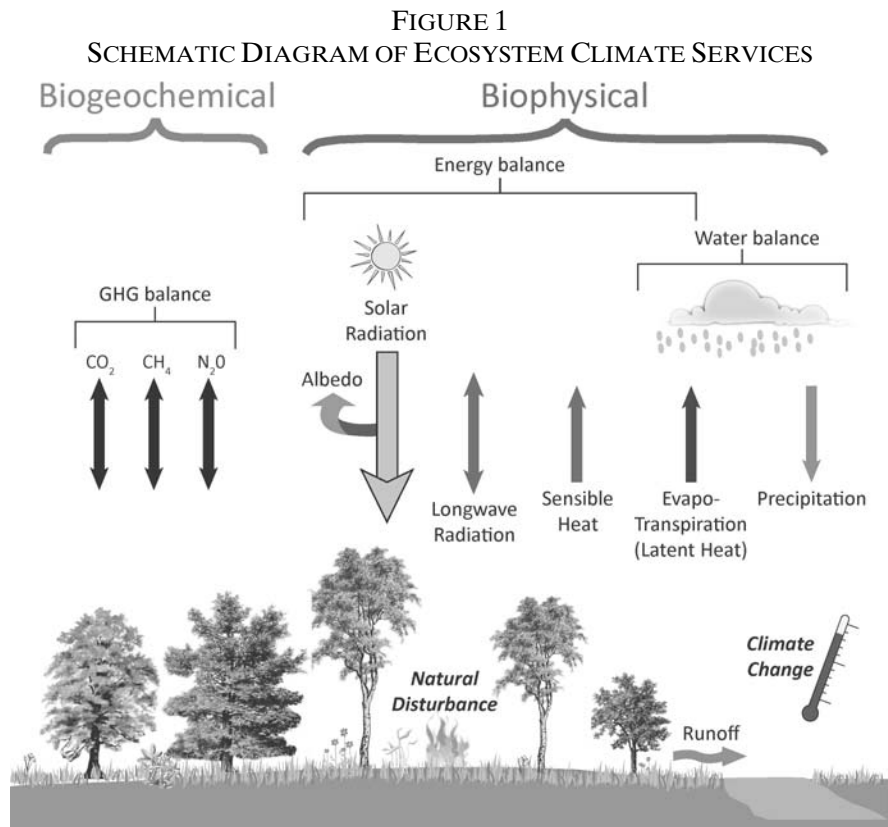 FIGURE 1
SCHEMATIC DIAGRAM OF ECOSYSTEM CLIMATE SERVICES
Biogeochemical
Biophysical
Energy balance
Water balance
GHG balance
CO₂ CH₄ N₂0
Solar
Radiation
Albedo
Longwave
Radiation
Sensible
Heat
Evapo-
Transpiration
(Latent Heat)
Precipitation
Natural
Disturbance
Climate
Change
Runoff